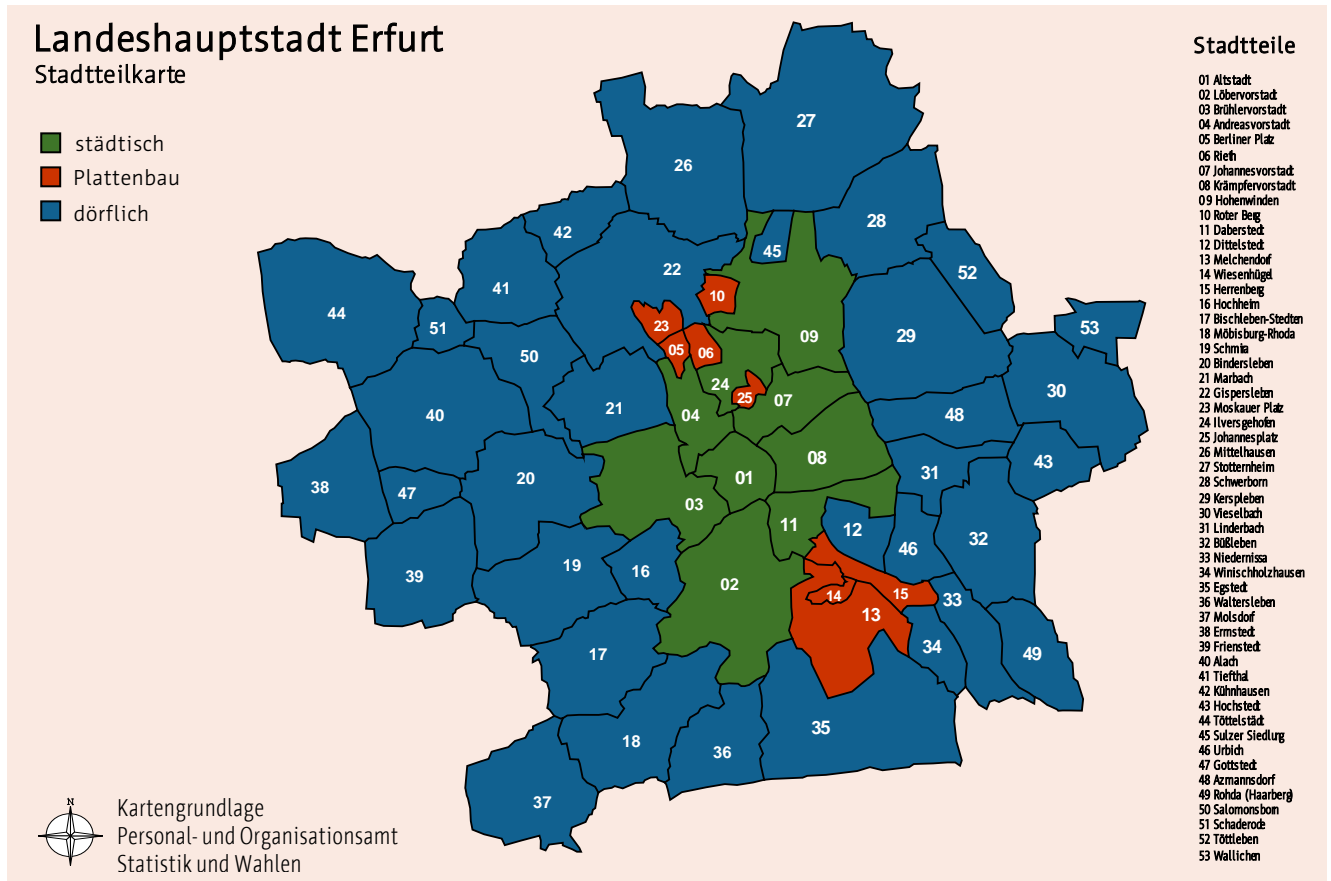 Landeshauptstadt Erfurt
Stadtteilkarte
städtisch
Plattenbau
dörflich
Stadtteile
01 Altstadt
02 Löbervorstadt
03 Brühlervorstadt
04 Andreasvorstadt
05 Berliner Platz
06 Rieth
07 Johannesvorstadt
08 Krämpfervorstadt
09 Hohenwinden
10 Roter Berg
11 Daberstedt
12 Dittelstedt
13 Melchendorf
14 Wiesenhügel
15 Herrenberg
16 Hochheim
17 Bischleben-Stedten
18 Möbisburg-Rhoda
19 Schmira
20 Bindersleben
21 Marbach
22 Gispersleben
23 Moskauer Platz
24 Ilversgehofen
25 Johannesplatz
26 Mittelhausen
27 Stotternheim
28 Schwerborn
29 Kerspleben
30 Vieselbach
31 Linderbach
32 Büßleben
33 Niedernissa
34 Winischholzhausen
35 Egstedt
36 Waltersleben
37 Molsdorf
38 Ermstedt
39 Frienstedt
40 Alach
41 Tiefthal
42 Kühnhausen
43 Hochstedt
44 Töttelstädt
45 Sulzer Siedlung
46 Urbich
47 Gottstedt
48 Azmannsdorf
49 Rohda (Haarberg)
50 Salomonsborn
51 Schaderode
52 Töttleben
53 Wallichen
27
26
28
42
45
22
52
41
10
44
51
23
53
09
29
05
06
50
24
30
25
07
21
04
40
48
08
43
31
01
20
38
47
03
11
12
32
46
19
16
39
02
14
15
33
13
34
17
49
35
18
36
37
N
Kartengrundlage
Personal- und Organisationsamt
Statistik und Wahlen